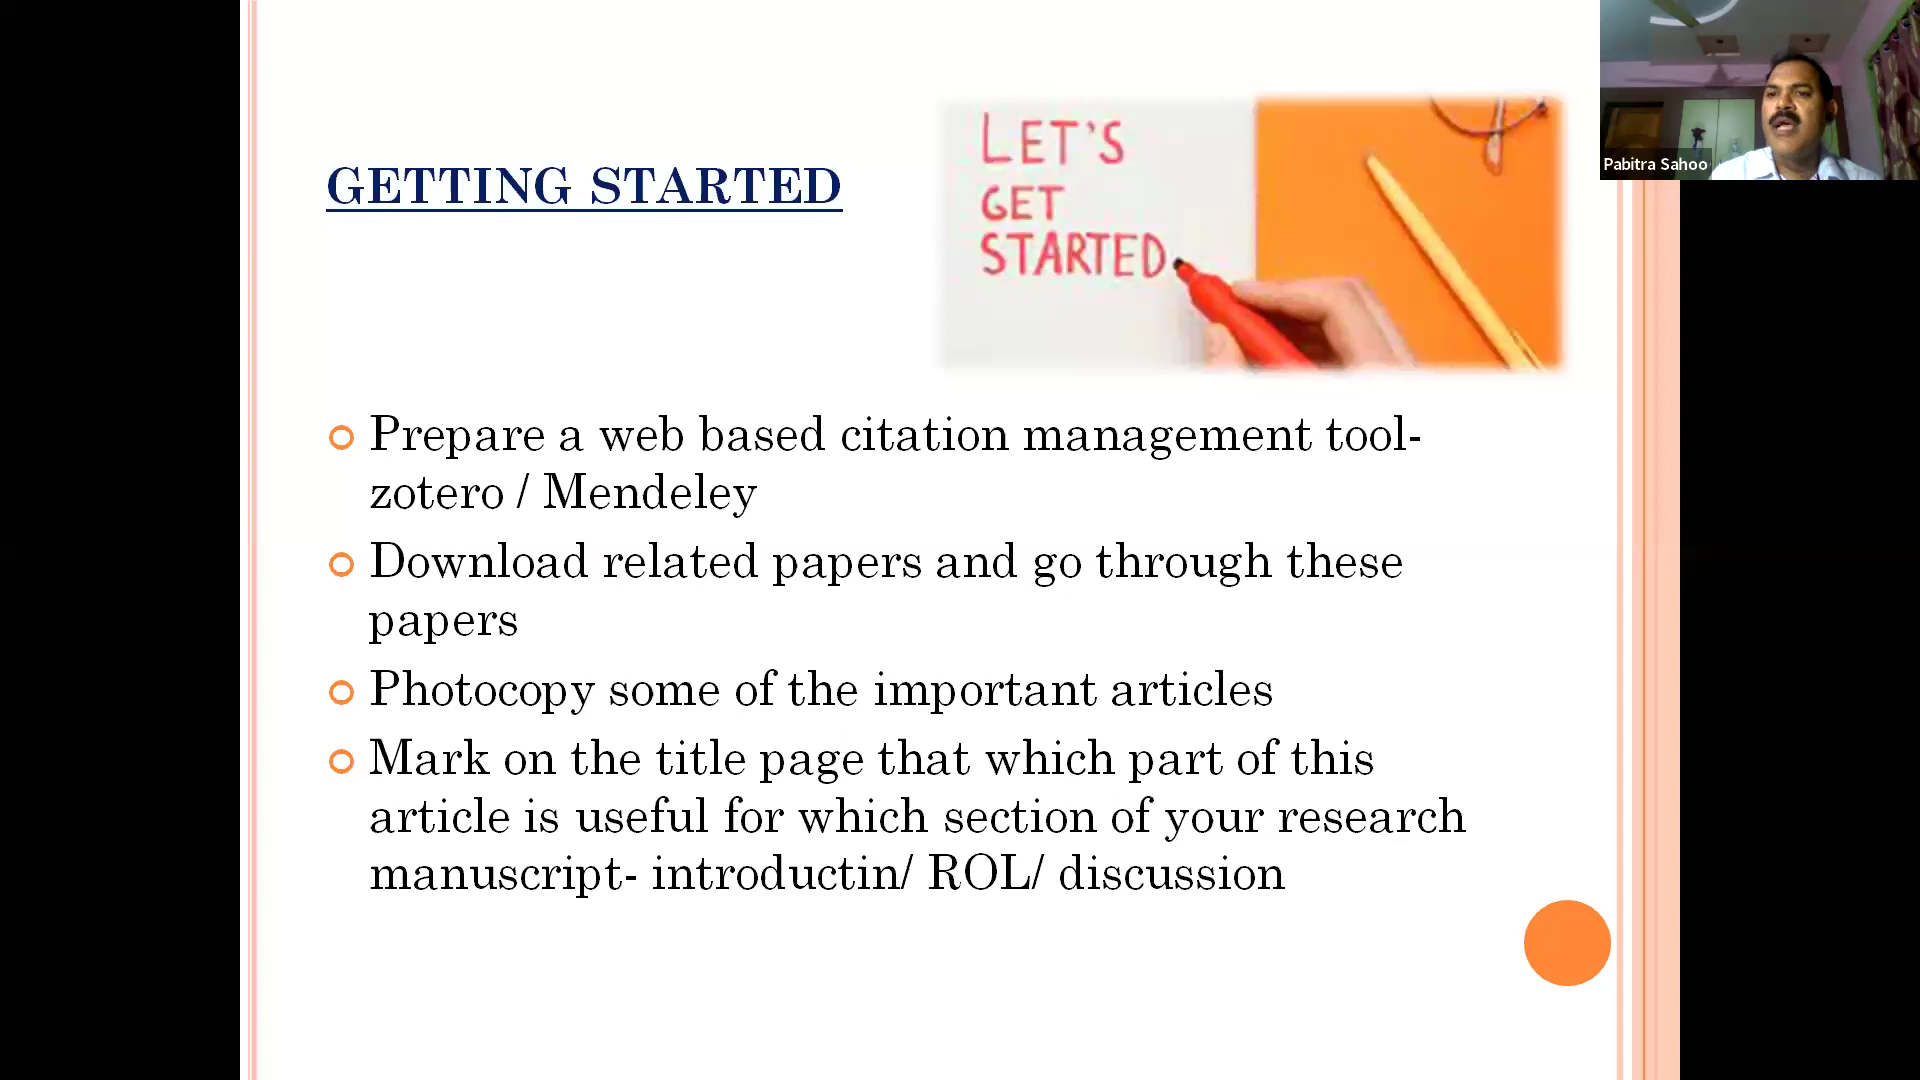 GETTING STARTED
LET'S
GET
STARTED
Pabitra Sahoo
Prepare a web based citation management tool-
zotero / Mendeley
Download related papers and go through these
papers
Photocopy some of the important articles
Mark on the title page that which part of this
article is useful for which section of your research
manuscript- introductin/ ROL/ discussion